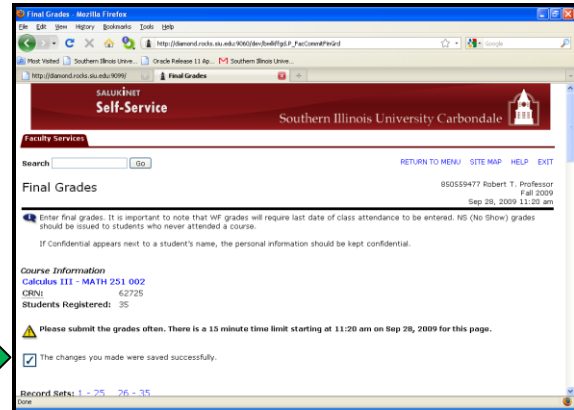 Final Grades - Mozilla Firefox
File Edit View History Bookmarks Tools Help
http://diamond.rocks.siu.edu:9060/dev/bwlkffgd.P_FacCommitFinGrd
Google
Most Visited Southern Illinois Unive... Oracle Release 11 Ap... Southern Illinois Unive...
http://diamond.rocks.siu.edu:9099/ Final Grades
SALUKINET
Self-Service
Southern Illinois University Carbondale
Faculty Services
Search Go
RETURN TO MENU SITE MAP HELP EXIT
Final Grades
850559477 Robert T. Professor
Fall 2009
Sep 28, 2009 11:20 am
Enter final grades. It is important to note that WF grades will require last date of class attendance to be entered. NS (No Show) grades
should be issued to students who never attended a course.
If Confidential appears next to a student's name, the personal information should be kept confidential.
Course Information
Calculus III - MATH 251 002
CRN: 62725
Students Registered: 35
Please submit the grades often. There is a 15 minute time limit starting at 11:20 am on Sep 28, 2009 for this page.
The changes you made were saved successfully.
Record Sets: 1 - 25 26 - 35
Done